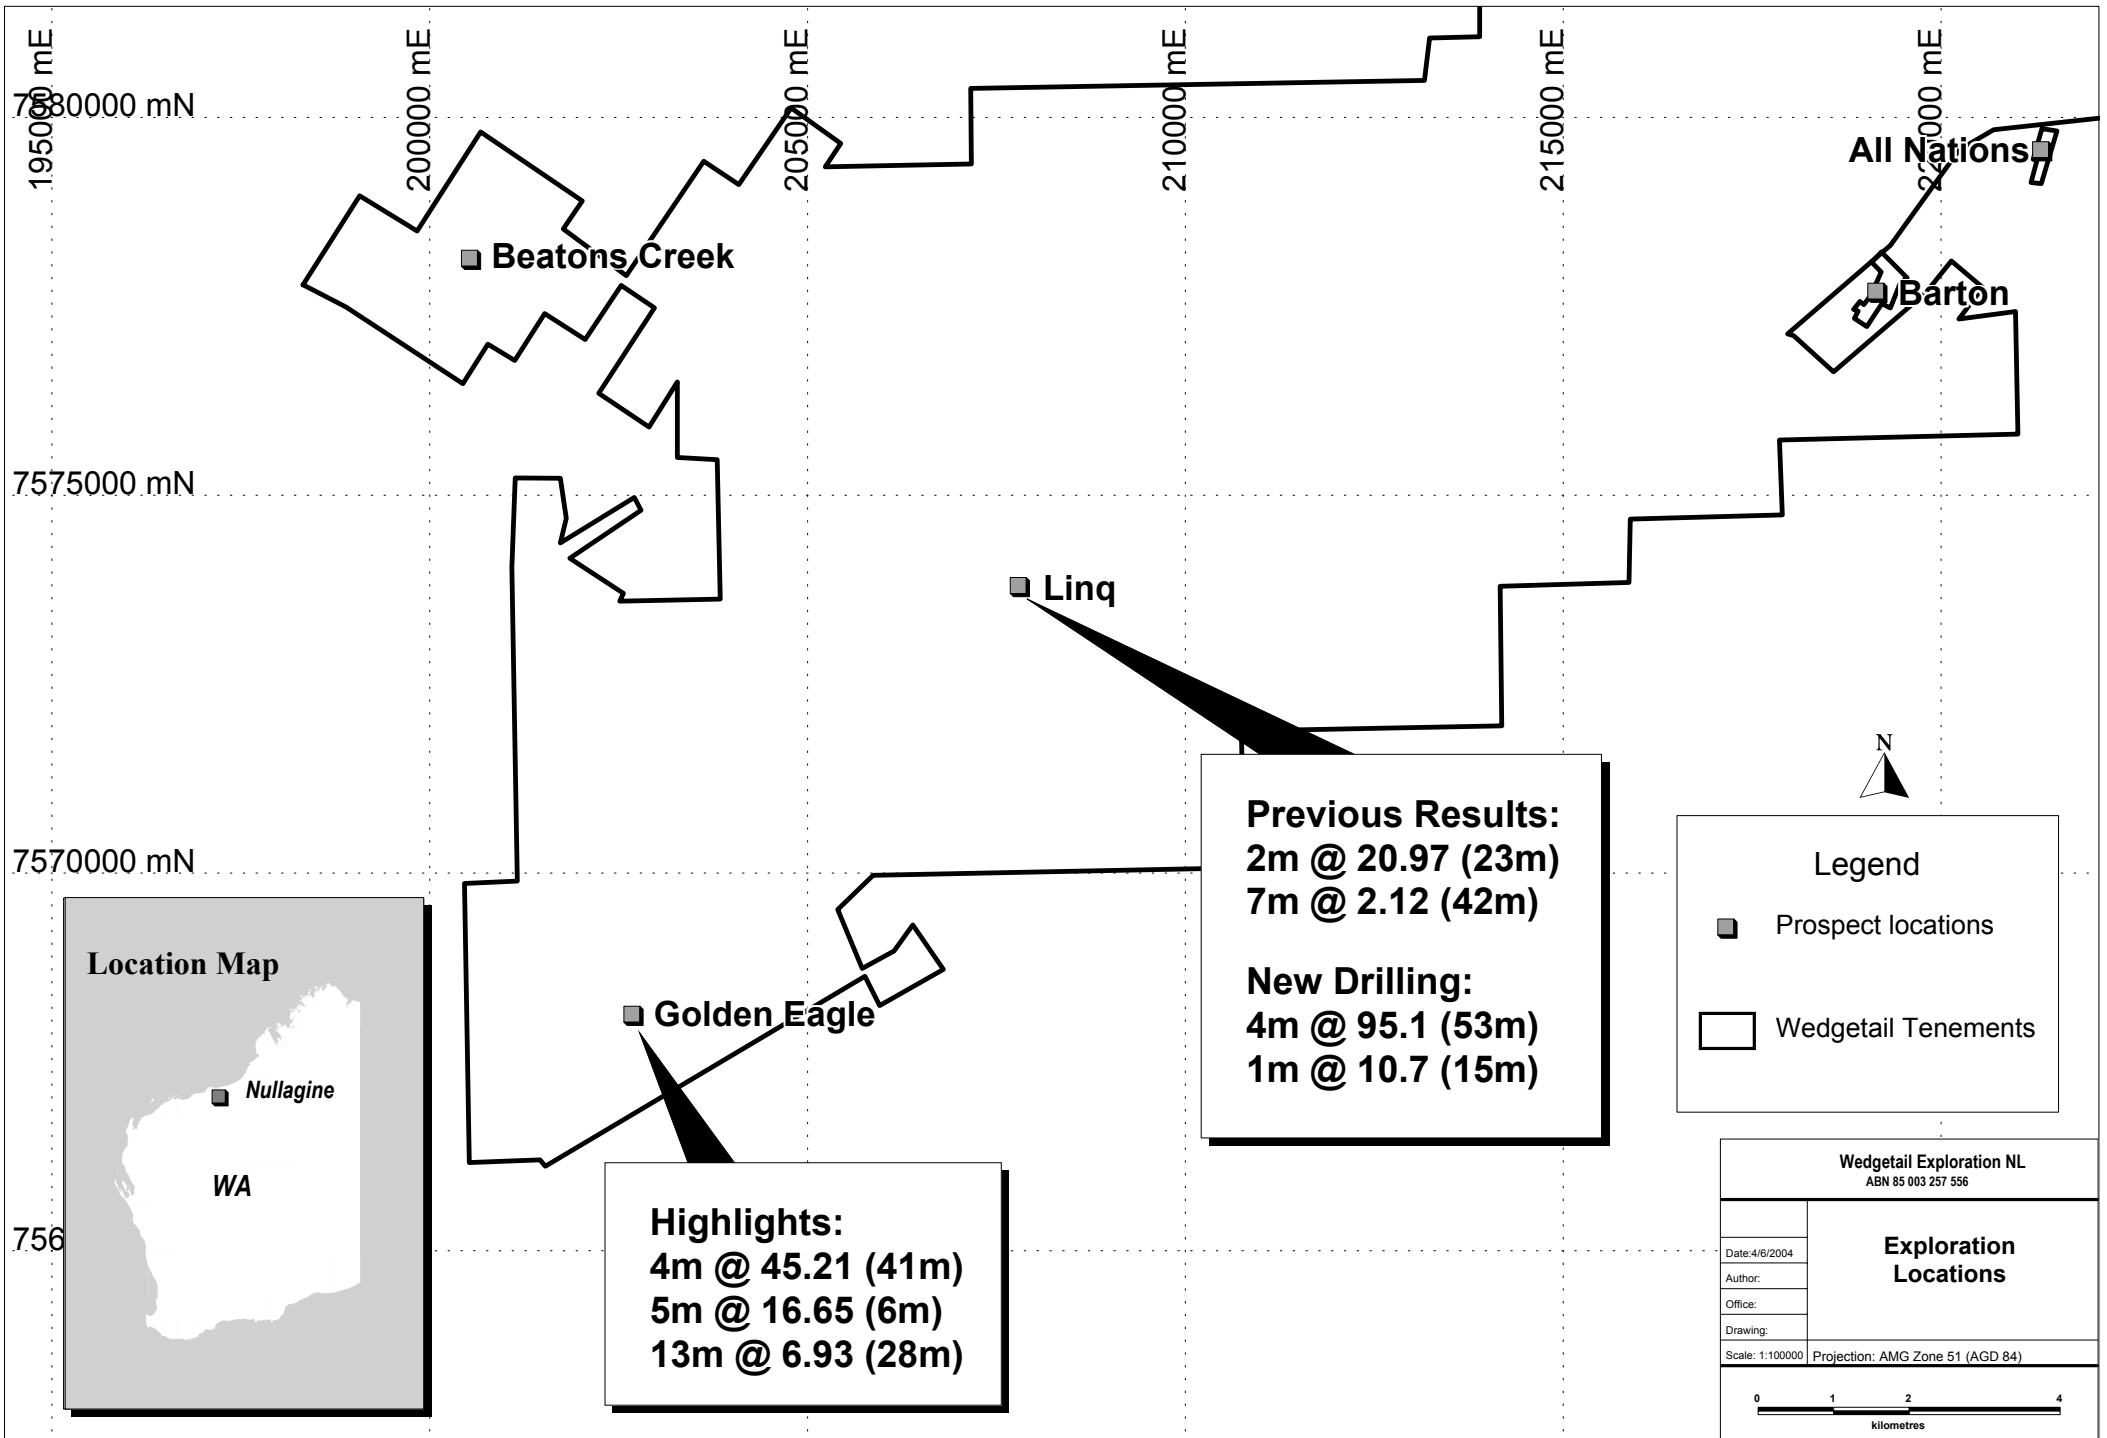 195000 mE
200000 mE
205000 mE
210000 mE
215000 mE
220000 mE
7580000 mN
All Nations
Beatons Creek
Barton
7575000 mN
Linq
7570000 mN
Golden Eagle
756
Previous Results:
2m @ 20.97 (23m)
7m @ 2.12 (42m)
New Drilling:
4m @ 95.1 (53m)
1m @ 10.7 (15m)
Highlights:
4m @ 45.21 (41m)
5m @ 16.65 (6m)
13m @ 6.93 (28m)
Location Map
Nullagine
WA
N
Legend
Prospect locations
Wedgetail Tenements
Wedgetail Exploration NL
ABN 85 003 257 556
Exploration
Locations
Date:4/6/2004
Author:
Office:
Drawing:
Scale: 1:100000
Projection: AMG Zone 51 (AGD 84)
0 1 2 4
kilometres